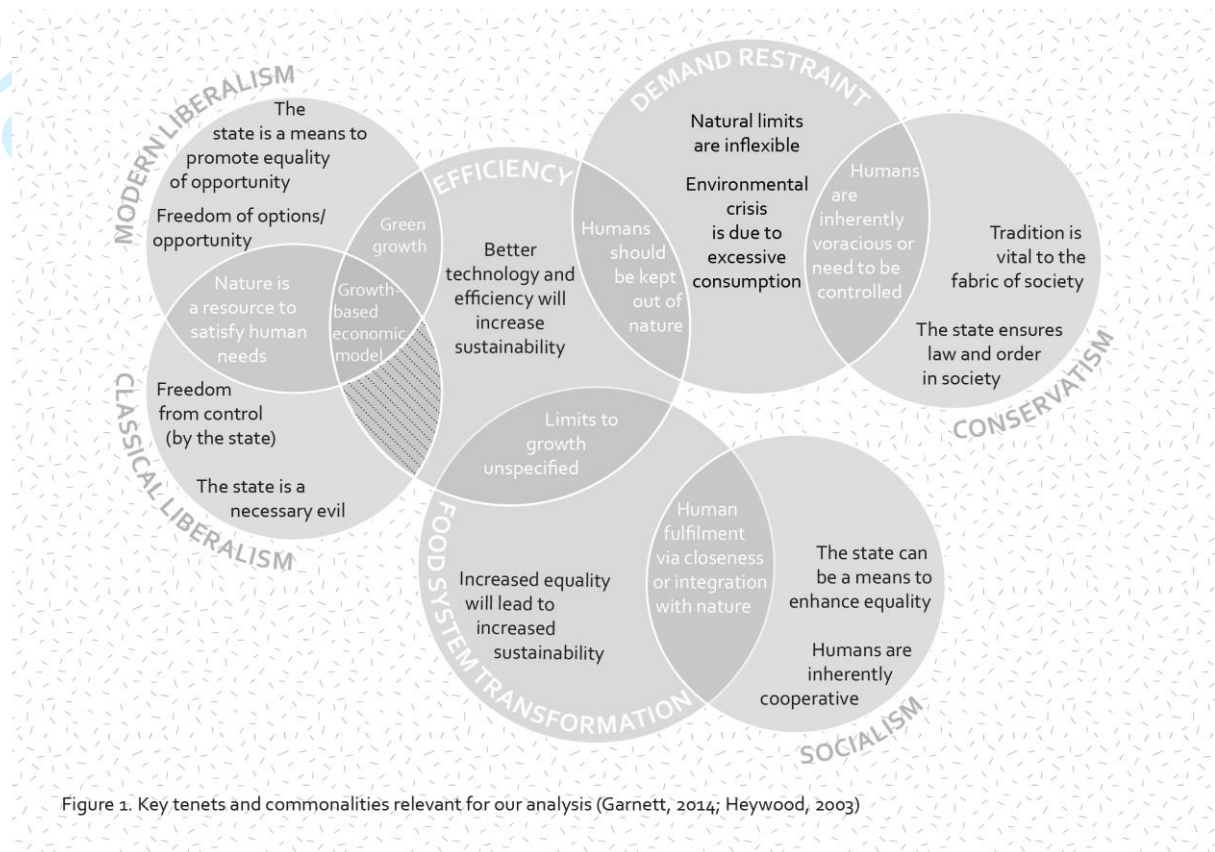 MODERN LIBERALISM
The
state is a means to
promote equality
of opportunity
Freedom of options/
opportunity
Nature is
a resource to
satisfy human
needs
Green
growth
Growth-
based
economic
model
CLASSICAL LIBERALISM
Freedom
from control
(by the state)
The state is a
necessary evil
EFFICIENCY
Better
technology and
efficiency will
increase
sustainability
Humans
should
be kept
out of
nature
DEMAND RESTRAINT
Natural limits
are inflexible
Environmental
crisis
is due to
excessive
consumption
Humans
are
inherently
voracious or
need to be
controlled
Tradition is
vital to the
fabric of society
The state ensures
law and order
in society
CONSERVATISM
Limits to
growth
unspecified
FOOD SYSTEM TRANSFORMATION
Increased equality
will lead to
increased
sustainability
Human
fulfilment
via closeness
or integration
with nature
The state can
be a means to
enhance equality
Humans are
inherently
cooperative
SOCIALISM
Figure 1. Key tenets and commonalities relevant for our analysis (Garnett, 2014; Heywood, 2003)